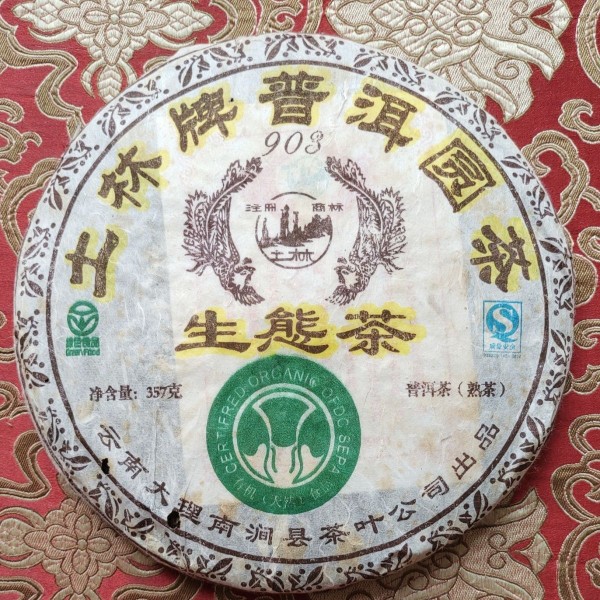 土林牌普洱圆茶
903
注册 商标
土林
生態茶
绿色食品
GreenFood
净含量: 357克
普洱茶（熟茶）
CERTIFRED·ORGANIC OFDC SEPA
云南大理南涧县茶叶公司出品